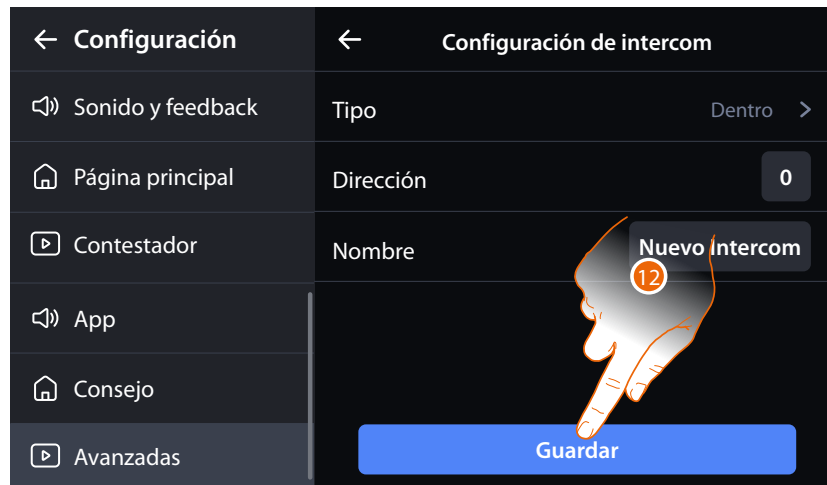 Configuración
Sonido y feedback
Página principal
Contestador
App
Consejo
Avanzadas
Configuración de intercom
Tipo
Dentro
Dirección
0
Nombre
Nuevo Intercom
12
Guardar